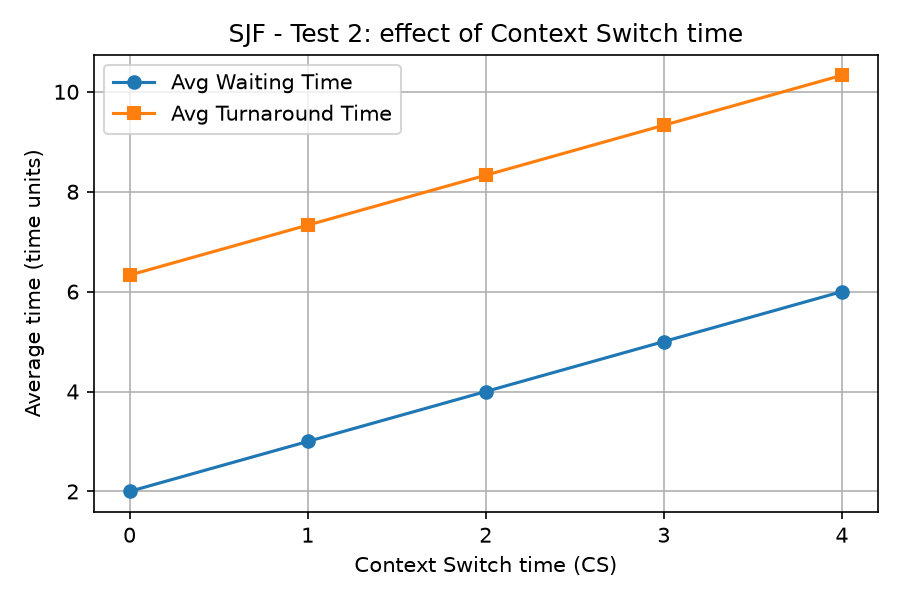 SJF - Test 2: effect of Context Switch time
Avg Waiting Time
Avg Turnaround Time
Average time (time units)
10
8
6
4
2
0 1 2 3 4
Context Switch time (CS)